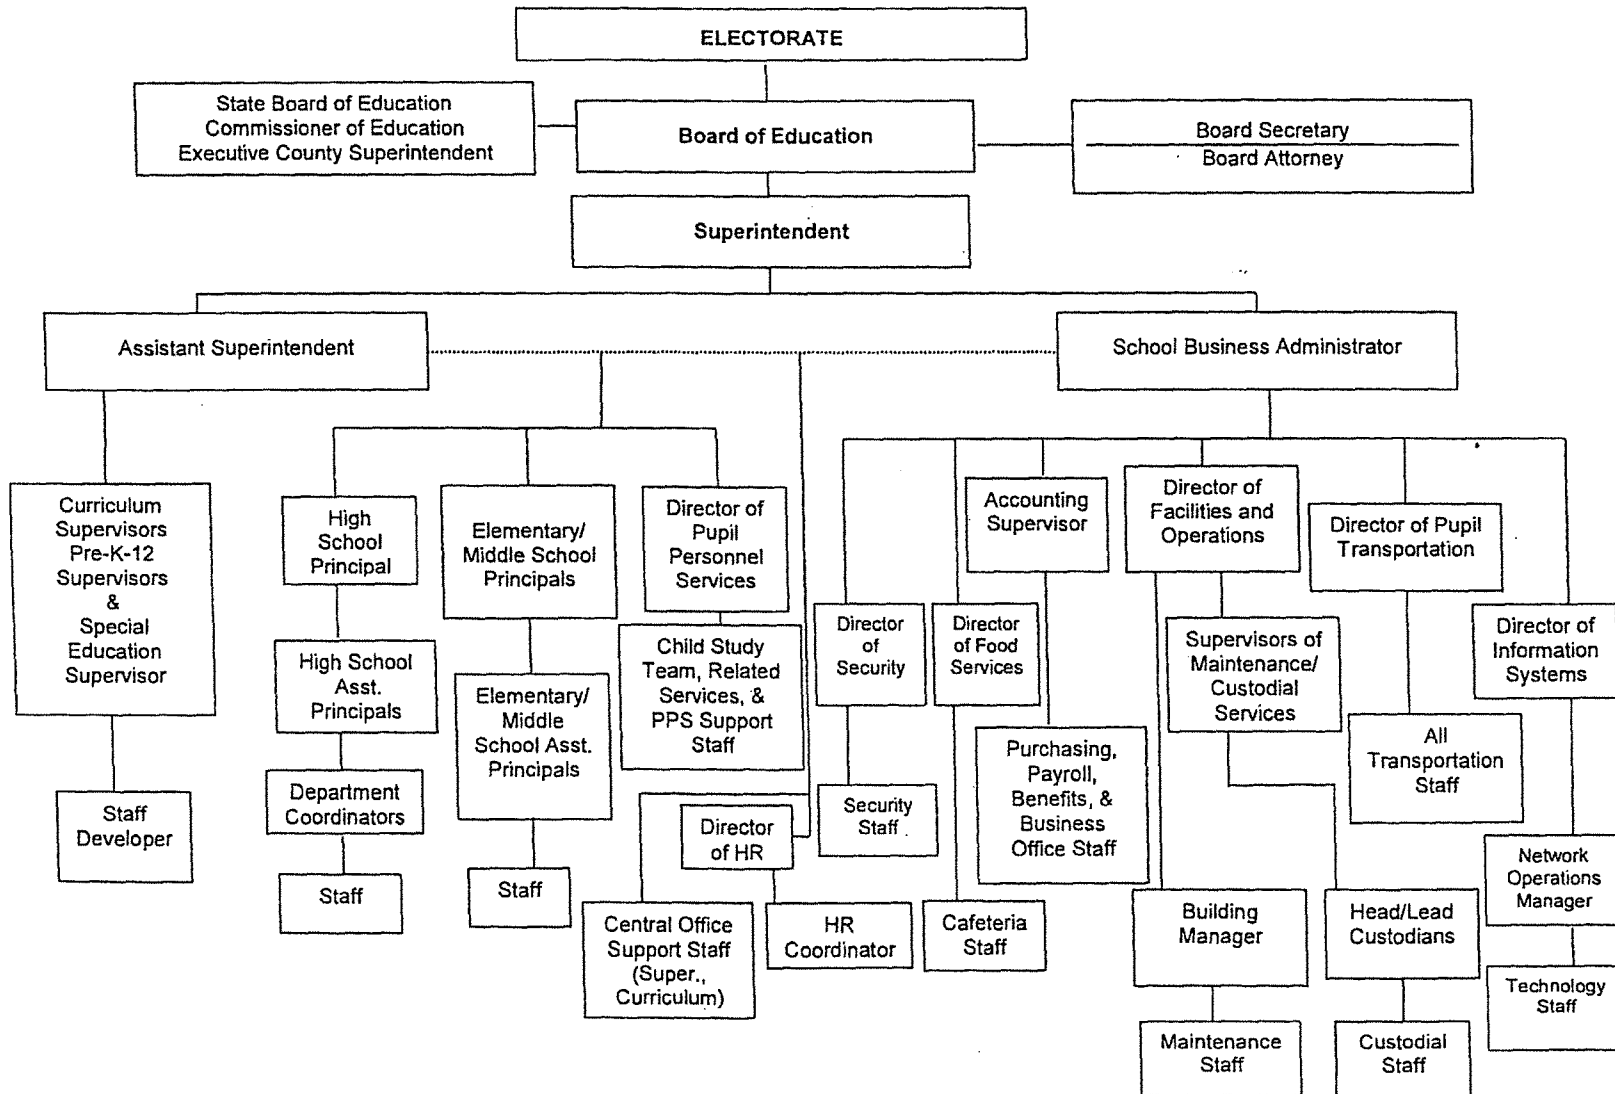 ELECTORATE
State Board of Education
Commissioner of Education
Executive County Superintendent
Board of Education
Board Secretary
Board Attorney
Superintendent
Assistant Superintendent
School Business Administrator
Curriculum
Supervisors
Pre-K-12
Supervisors
&
Special
Education
Supervisor
Staff
Developer
High
School
Principal
High School
Asst.
Principals
Department
Coordinators
Staff
Elementary/
Middle School
Principals
Elementary/
Middle
School Asst.
Principals
Staff
Director of
Pupil
Personnel
Services
Child Study
Team, Related
Services, &
PPS Support
Staff
Director
of HR
Central Office
Support Staff
(Super.,
Curriculum)
HR
Coordinator
Director
of
Security
Security
Staff
Director
of Food
Services
Cafeteria
Staff
Accounting
Supervisor
Purchasing,
Payroll,
Benefits, &
Business
Office Staff
Director of
Facilities and
Operations
Supervisors of
Maintenance/
Custodial
Services
Building
Manager
Maintenance
Staff
Head/Lead
Custodians
Custodial
Staff
Director of Pupil
Transportation
All
Transportation
Staff
Director of
Information
Systems
Network
Operations
Manager
Technology
Staff